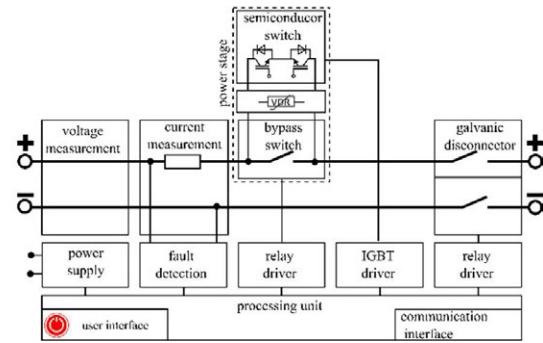 semiconducor
switch
power stage
VDR
voltage
measurement
current
measurement
bypass
switch
galvanic
disconnector
+
+
−
−
power
supply
fault
detection
relay
driver
IGBT
driver
relay
driver
processing unit
user interface
communication
interface